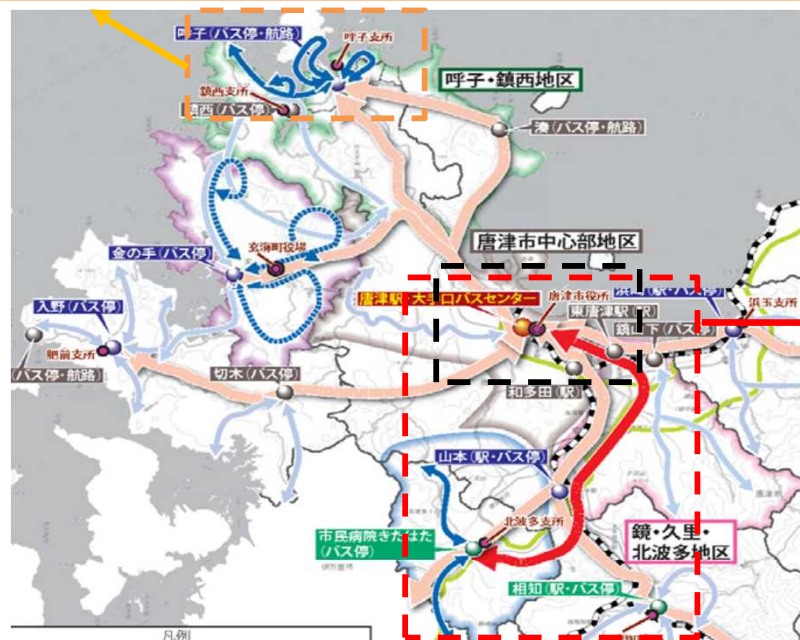 呼子(バス停・航路)
呼子支所
鎮西支所
鎮西(バス停)
呼子・鎮西地区
湊(バス停・航路)
唐津市中心部地区
玄海町役場
金の手(バス停)
唐津駅・大手口バスセンター
唐津市役所
浜崎(駅・バス停)
浜玉支所
東唐津駅(駅)
入野(バス停)
肥前支所
(バス停・航路)
切木(バス停)
和多田(駅)
山本(駅・バス停)
北波多支所
市民病院きたはた
(バス停)
鏡・久里・
北波多地区
相知(駅・バス停)
凡例